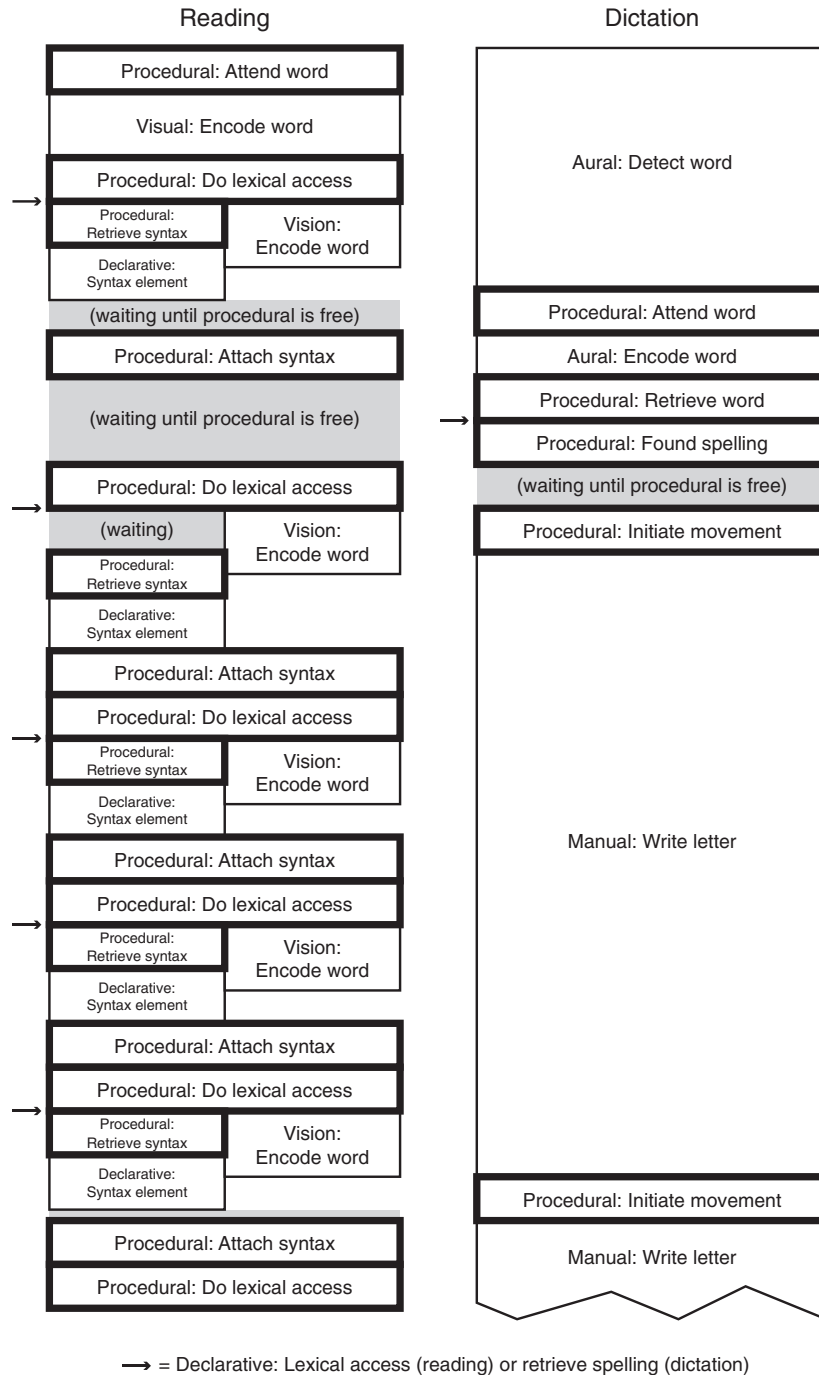 Reading
Procedural: Attend word
Visual: Encode word
Procedural: Do lexical access
Procedural:
Retrieve syntax
Vision:
Encode word
Declarative:
Syntax element
(waiting until procedural is free)
Procedural: Attach syntax
(waiting until procedural is free)
Procedural: Do lexical access
(waiting)
Vision:
Encode word
Procedural:
Retrieve syntax
Declarative:
Syntax element
Procedural: Attach syntax
Procedural: Do lexical access
Procedural:
Retrieve syntax
Vision:
Encode word
Declarative:
Syntax element
Procedural: Attach syntax
Procedural: Do lexical access
Procedural:
Retrieve syntax
Vision:
Encode word
Declarative:
Syntax element
Procedural: Attach syntax
Procedural: Do lexical access
Procedural:
Retrieve syntax
Vision:
Encode word
Declarative:
Syntax element
Procedural: Attach syntax
Procedural: Do lexical access
Dictation
Aural: Detect word
Procedural: Attend word
Aural: Encode word
Procedural: Retrieve word
Procedural: Found spelling
(waiting until procedural is free)
Procedural: Initiate movement
Manual: Write letter
Procedural: Initiate movement
Manual: Write letter
→ = Declarative: Lexical access (reading) or retrieve spelling (dictation)